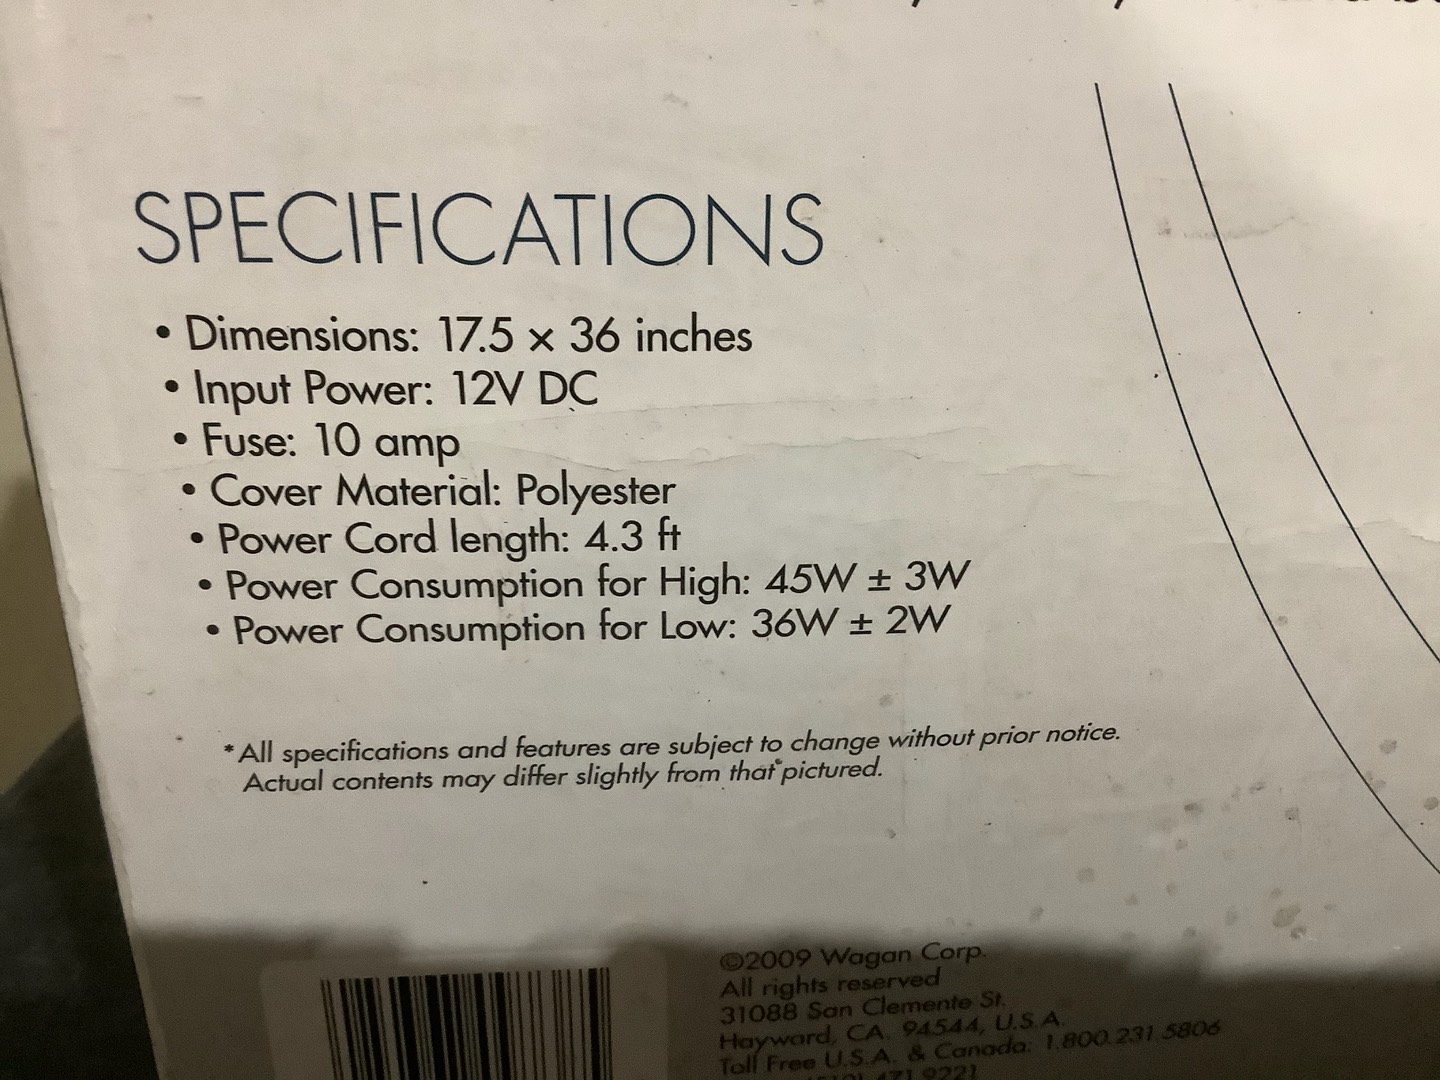 SPECIFICATIONS
• Dimensions: 17.5 × 36 inches
• Input Power: 12V DC
• Fuse: 10 amp
• Cover Material: Polyester
• Power Cord length: 4.3 ft
• Power Consumption for High: 45W ± 3W
• Power Consumption for Low: 36W ± 2W
*All specifications and features are subject to change without prior notice.
Actual contents may differ slightly from that pictured.
©2009 Wagan Corp.
All rights reserved
31088 San Clemente St.
Hayward, CA. 94544, U.S.A.
Toll Free U.S.A. & Canada: 1.800.231.5806